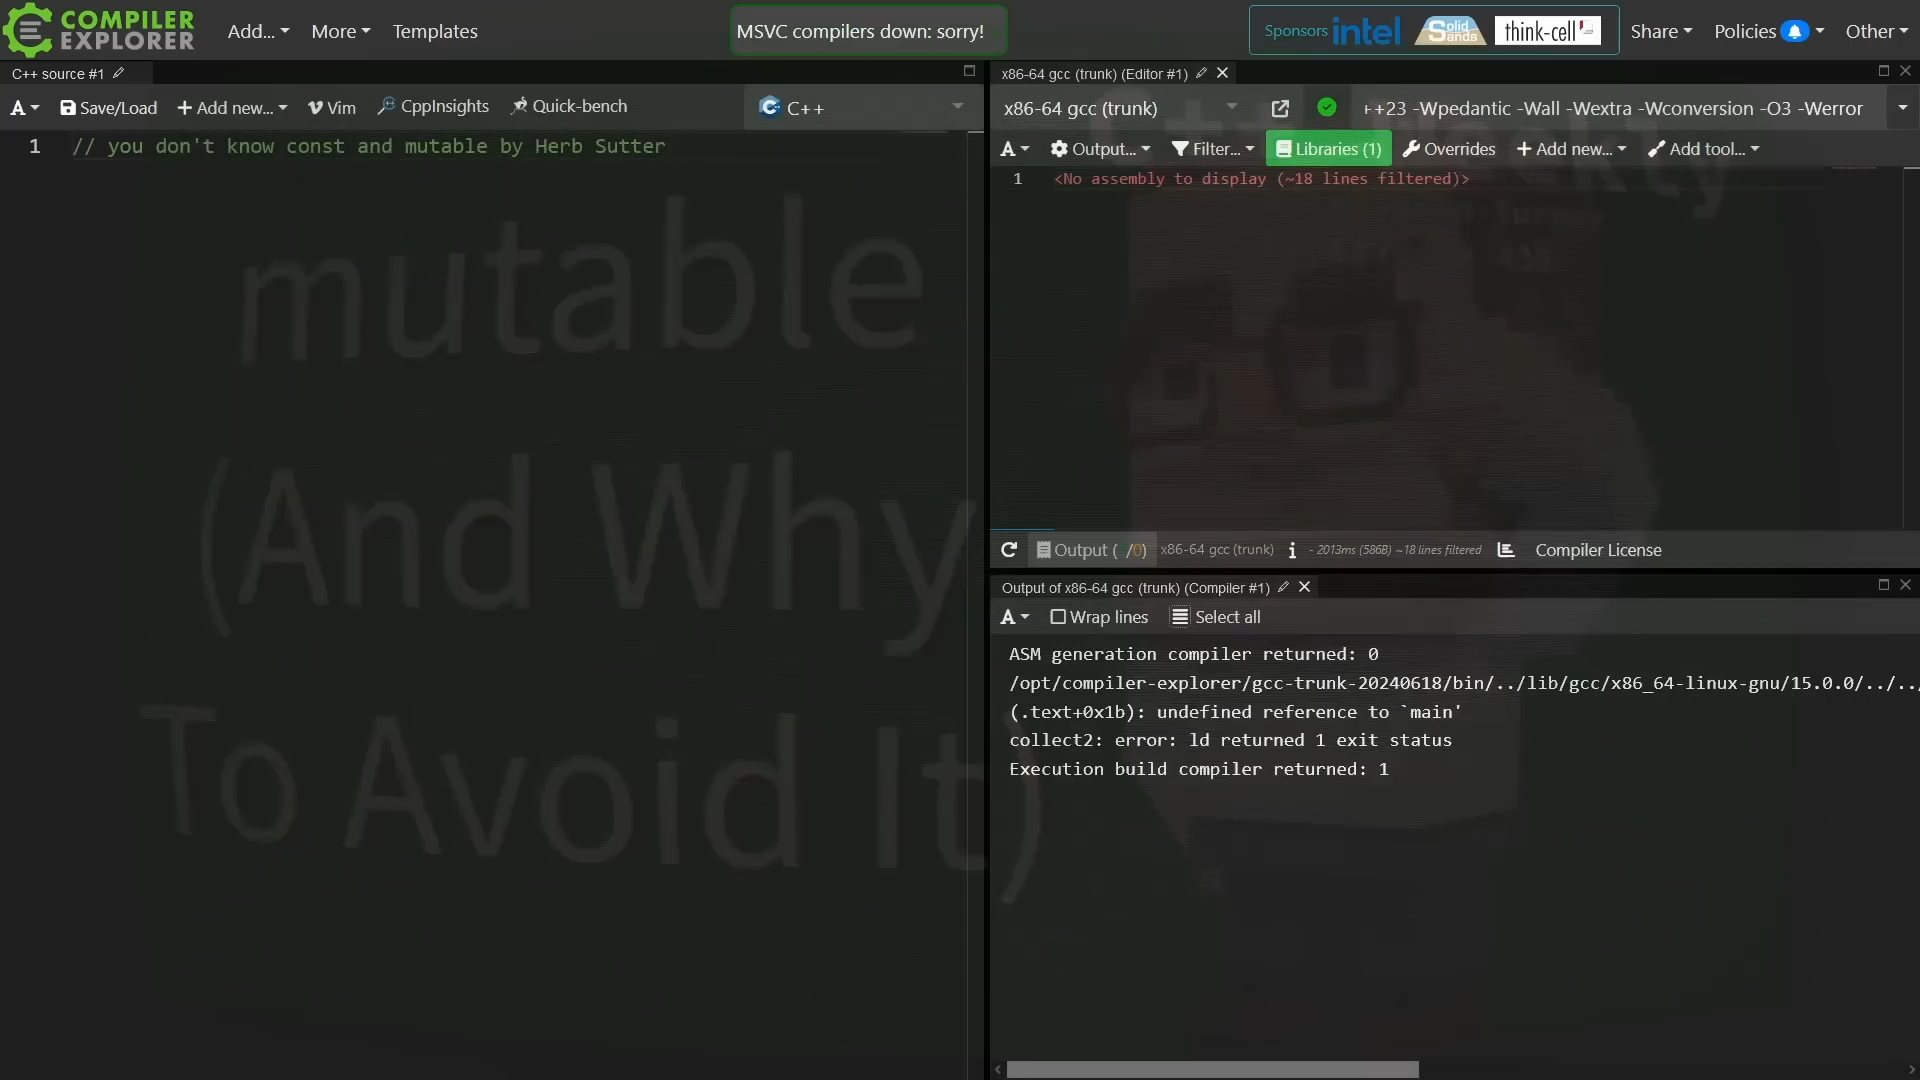 COMPILER
EXPLORER
Add...
More
Templates
MSVC compilers down: sorry!
Sponsors
intel
Solid
Sands
think-cell
Share
Policies
Other
C++ source #1
A
Save/Load
Add new...
Vim
CppInsights
Quick-bench
C++
1
// you don't know const and mutable by Herb Sutter
x86-64 gcc (trunk) (Editor #1)
x86-64 gcc (trunk)
++23 -Wpedantic -Wall -Wextra -Wconversion -O3 -Werror
A
Output...
Filter...
Libraries (1)
Overrides
Add new...
Add tool...
1
<No assembly to display (~18 lines filtered)>
mutable
(And Why
To Avoid It)
Output ( /0)
x86-64 gcc (trunk)
- 2013ms (586B) ~18 lines filtered
Compiler License
Output of x86-64 gcc (trunk) (Compiler #1)
A
Wrap lines
Select all
ASM generation compiler returned: 0
/opt/compiler-explorer/gcc-trunk-20240618/bin/../lib/gcc/x86_64-linux-gnu/15.0.0/../..
(.text+0x1b): undefined reference to `main'
collect2: error: ld returned 1 exit status
Execution build compiler returned: 1